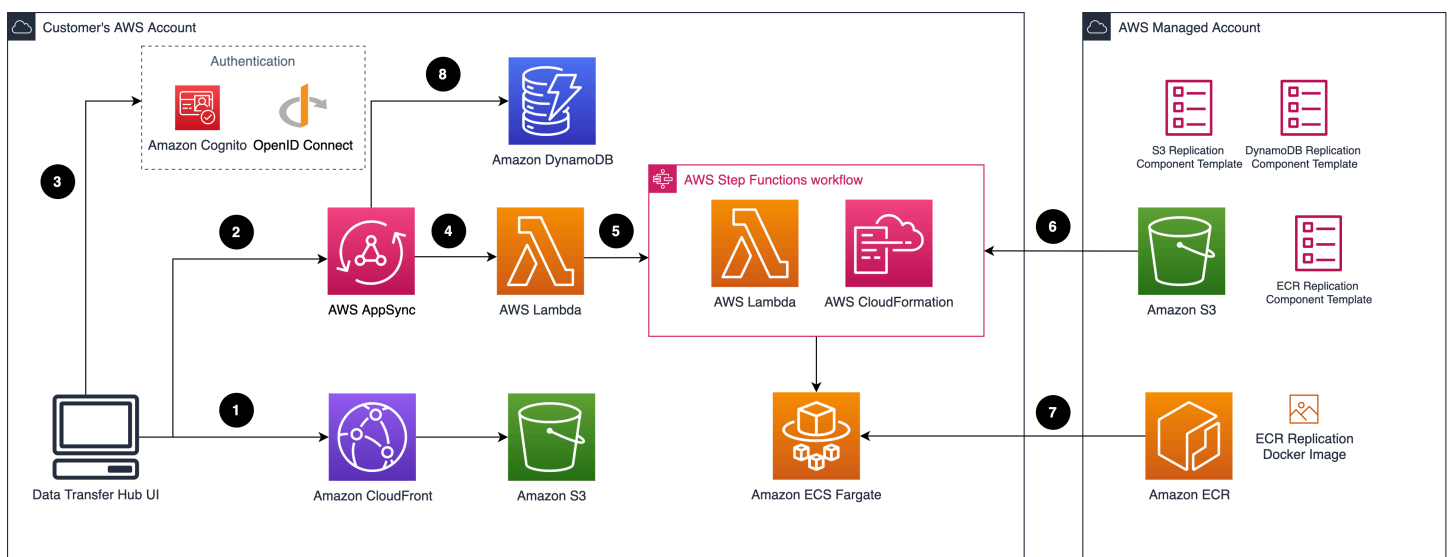 Customer's AWS Account
AWS Managed Account
Authentication
Amazon Cognito
OpenID Connect
8
Amazon DynamoDB
S3 Replication
Component Template
DynamoDB Replication
Component Template
3
AWS Step Functions workflow
2
AWS AppSync
4
AWS Lambda
5
AWS Lambda
AWS CloudFormation
6
Amazon S3
ECR Replication
Component Template
1
Data Transfer Hub UI
Amazon CloudFront
Amazon S3
Amazon ECS Fargate
7
Amazon ECR
ECR Replication
Docker Image